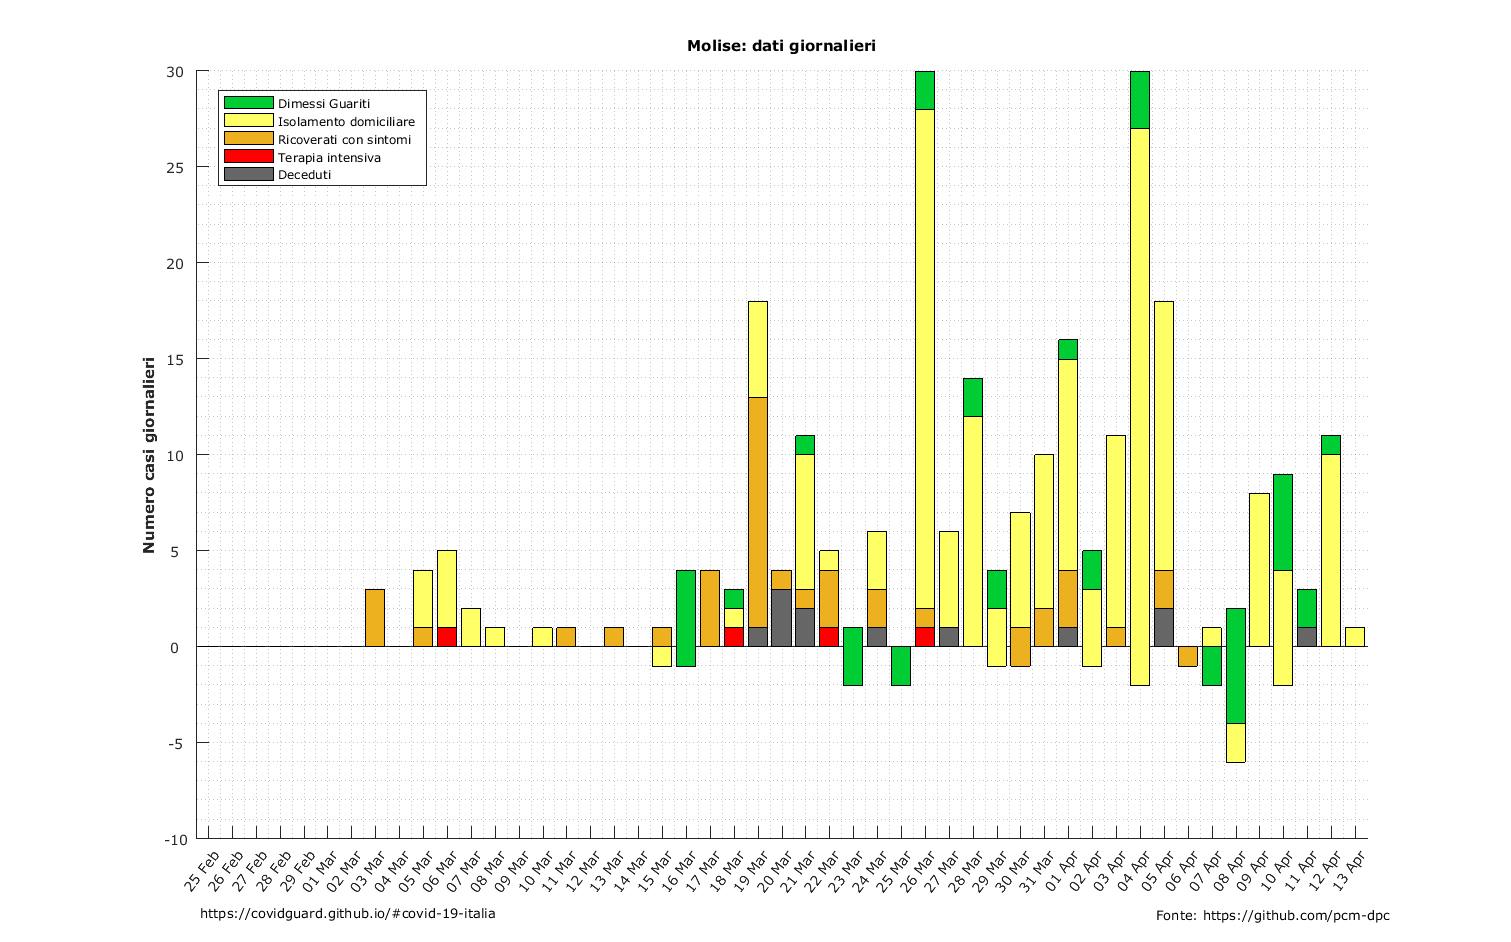 Molise: dati giornalieri
Dimessi Guariti
Isolamento domiciliare
Ricoverati con sintomi
Terapia intensiva
Deceduti
Numero casi giornalieri
30
25
20
15
10
5
0
-5
-10
25 Feb
26 Feb
27 Feb
28 Feb
29 Feb
01 Mar
02 Mar
03 Mar
04 Mar
05 Mar
06 Mar
07 Mar
08 Mar
09 Mar
10 Mar
11 Mar
12 Mar
13 Mar
14 Mar
15 Mar
16 Mar
17 Mar
18 Mar
19 Mar
20 Mar
21 Mar
22 Mar
23 Mar
24 Mar
25 Mar
26 Mar
27 Mar
28 Mar
29 Mar
30 Mar
31 Mar
01 Apr
02 Apr
03 Apr
04 Apr
05 Apr
06 Apr
07 Apr
08 Apr
09 Apr
10 Apr
11 Apr
12 Apr
13 Apr
https://covidguard.github.io/#covid-19-italia
Fonte: https://github.com/pcm-dpc